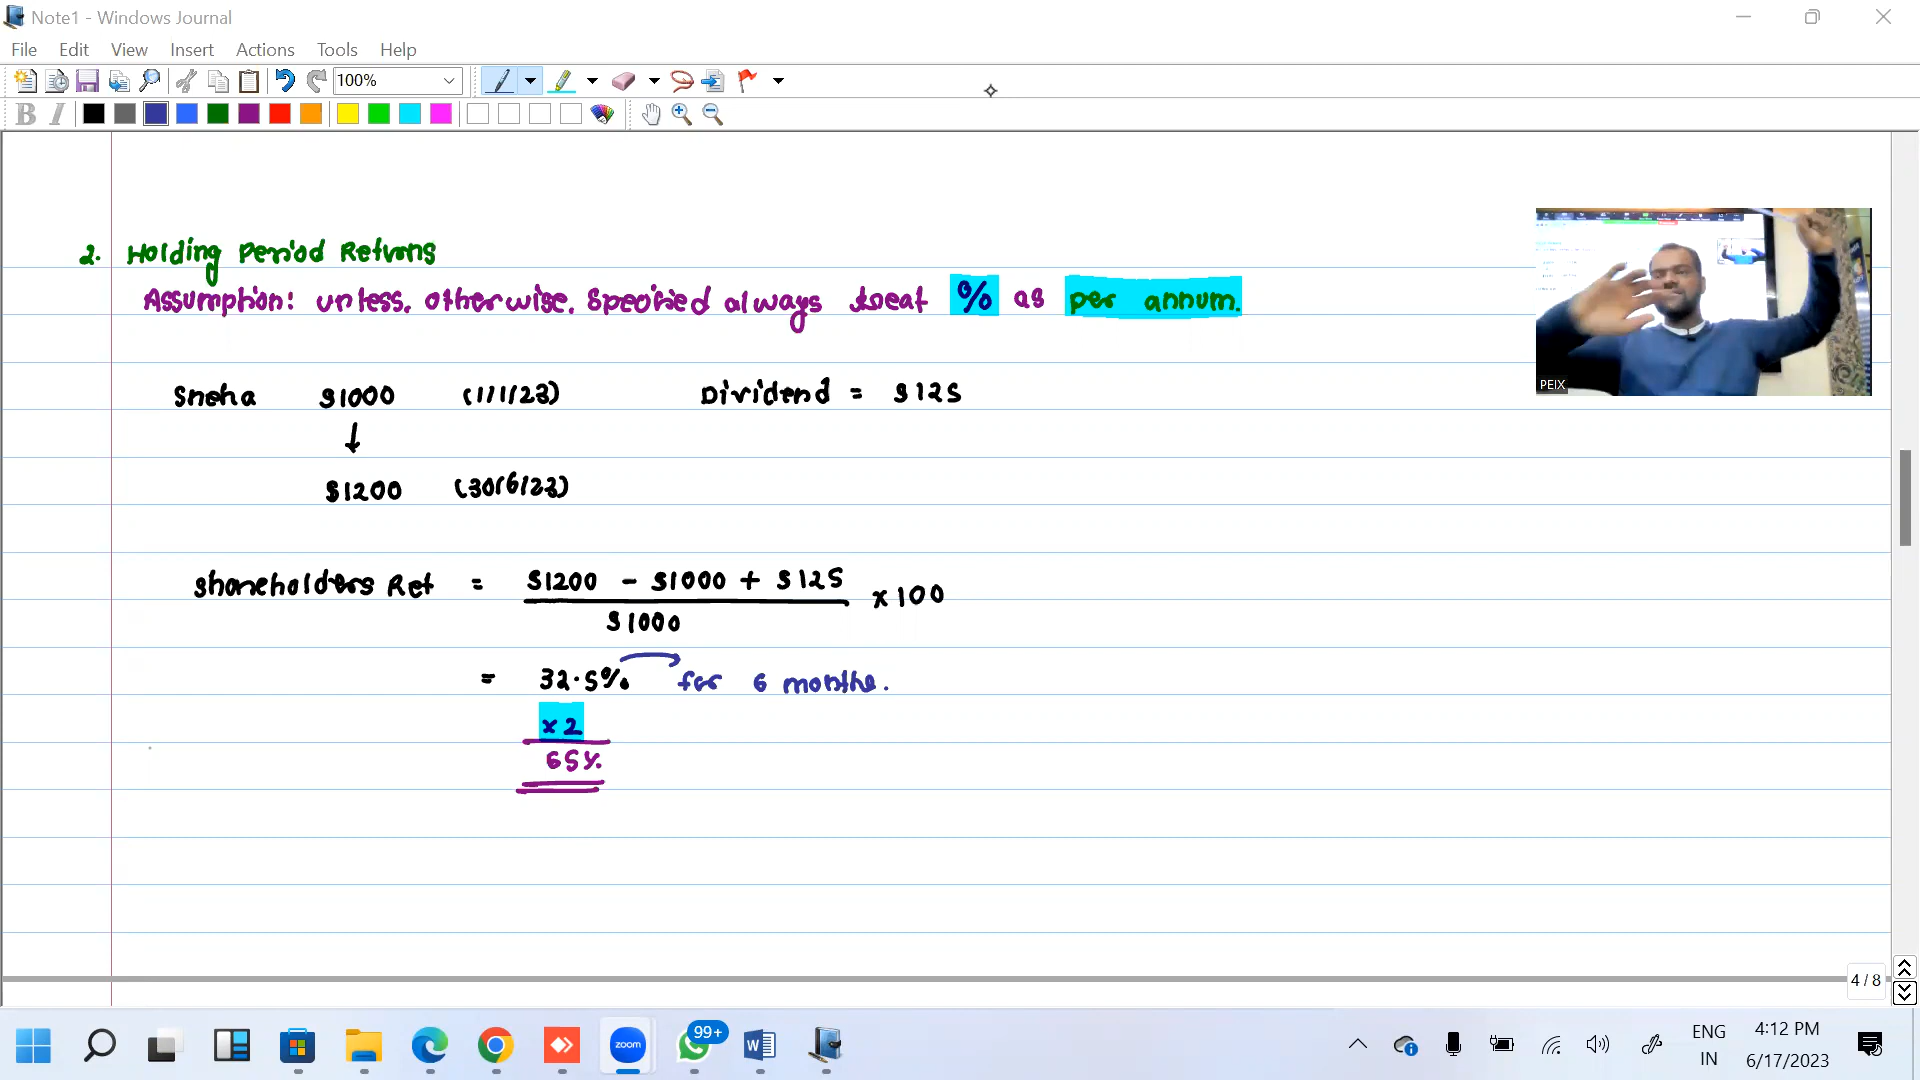 Note1 - Windows Journal
File Edit View Insert Actions Tools Help
100%
B I
2. Holding Period Returns
Assumption: unless. otherwise. Specified always treat % as per annum.
PEIX
Sneha $1000 (1/1/23) Dividend = $125
$1200 (30/6/23)
Shareholders Ret = $1200 - $1000 + $125 x 100
$1000
= 32.5% for 6 months.
x 2
65%
4 / 8
99+
zoom
ENG
IN
4:12 PM
6/17/2023